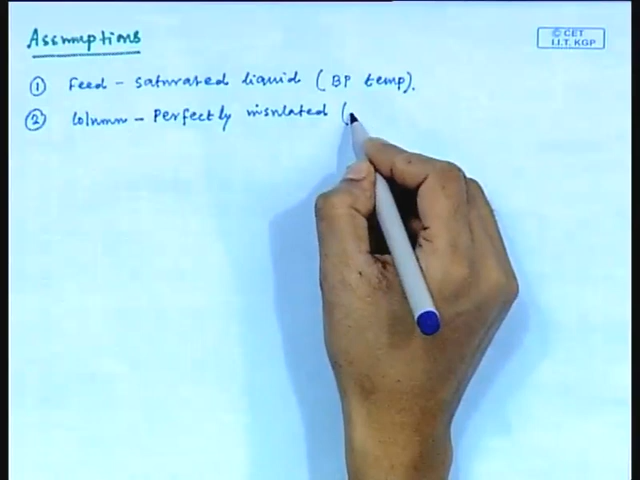 Assumptions
© CET
I.I.T. KGP
① Feed - saturated liquid (BP temp).
② Column - Perfectly insulated (